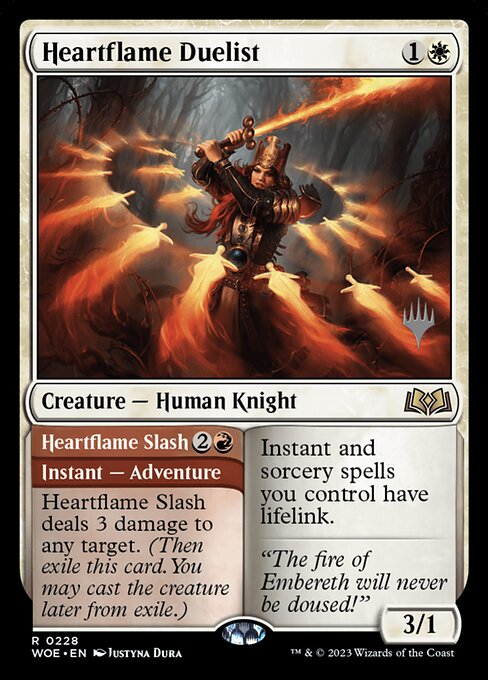 Heartflame Duelist 1
Creature — Human Knight
Heartflame Slash 2
Instant — Adventure
Heartflame Slash
deals 3 damage to
any target. (Then
exile this card. You
may cast the creature
later from exile.)
Instant and
sorcery spells
you control have
lifelink.
“The fire of
Embereth will never
be doused!”
3/1
R 0228
WOE • EN Justyna Dura
™ & © 2023 Wizards of the Coast